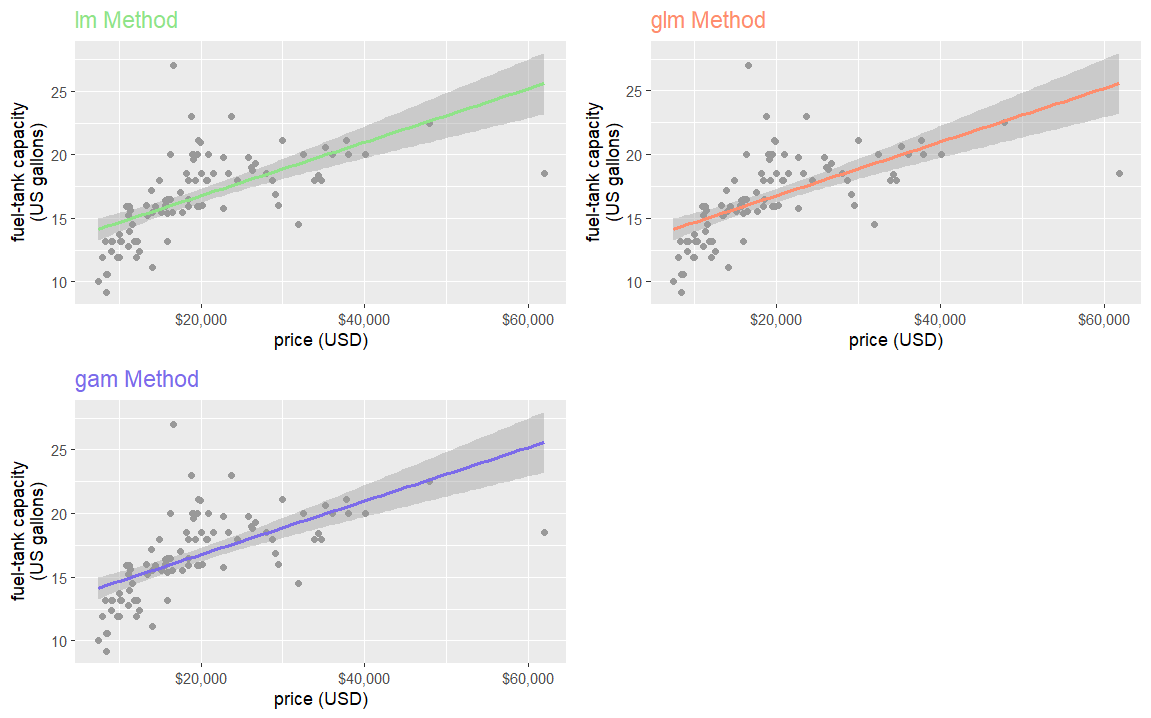 lm Method
fuel-tank capacity
(US gallons)
25
20
15
10
$20,000 $40,000 $60,000
price (USD)
glm Method
fuel-tank capacity
(US gallons)
25
20
15
10
$20,000 $40,000 $60,000
price (USD)
gam Method
fuel-tank capacity
(US gallons)
25
20
15
10
$20,000 $40,000 $60,000
price (USD)